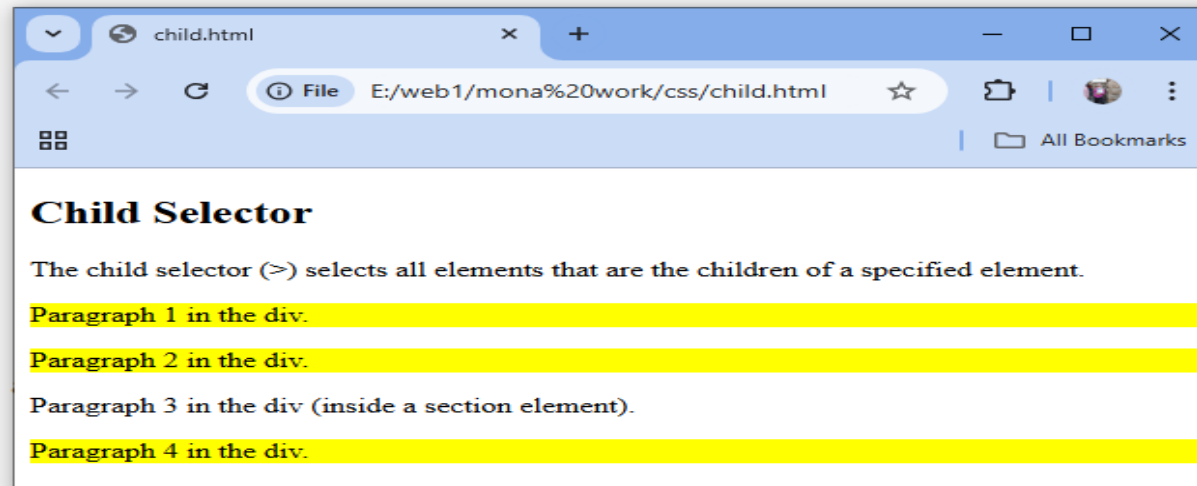 child.html
File E:/web1/mona%20work/css/child.html
All Bookmarks
Child Selector
The child selector (>) selects all elements that are the children of a specified element.
Paragraph 1 in the div.
Paragraph 2 in the div.
Paragraph 3 in the div (inside a section element).
Paragraph 4 in the div.